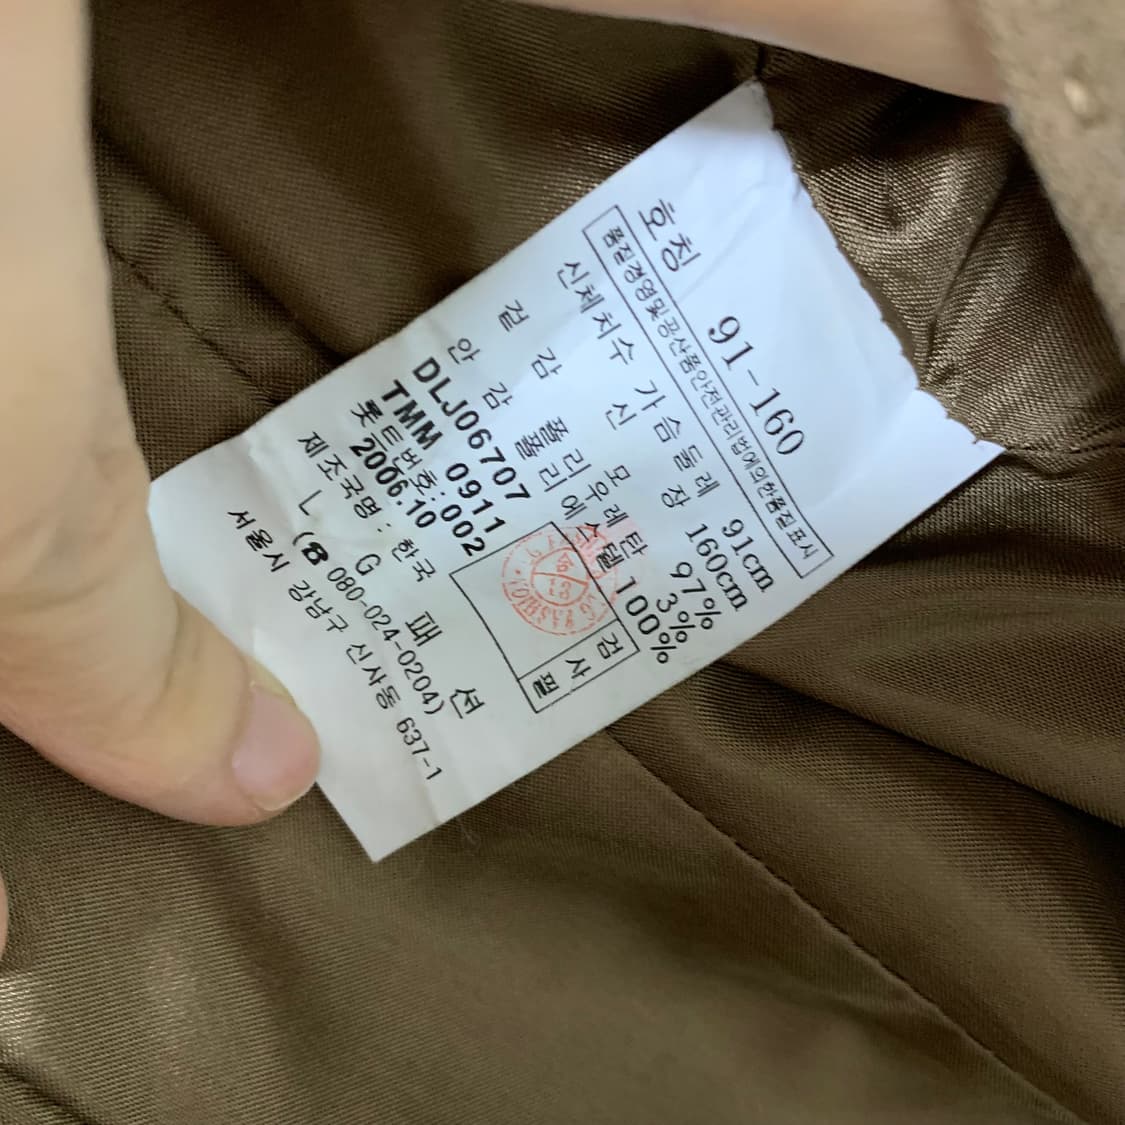 호칭 91-160
품질경영및공산품안전관리법에의한품질표시
신체치수 가슴둘레 91cm
신 장 160cm
겉 감 모 97%
폴리우레탄 3%
안 감 폴리에스텔 100%
DLJ06707
TMM 0911
롯트번호:002
2006.10
제조국명: 한국
L G 패 션
(☎ 080-024-0204)
서울시 강남구 신사동 637-1
검
사
필